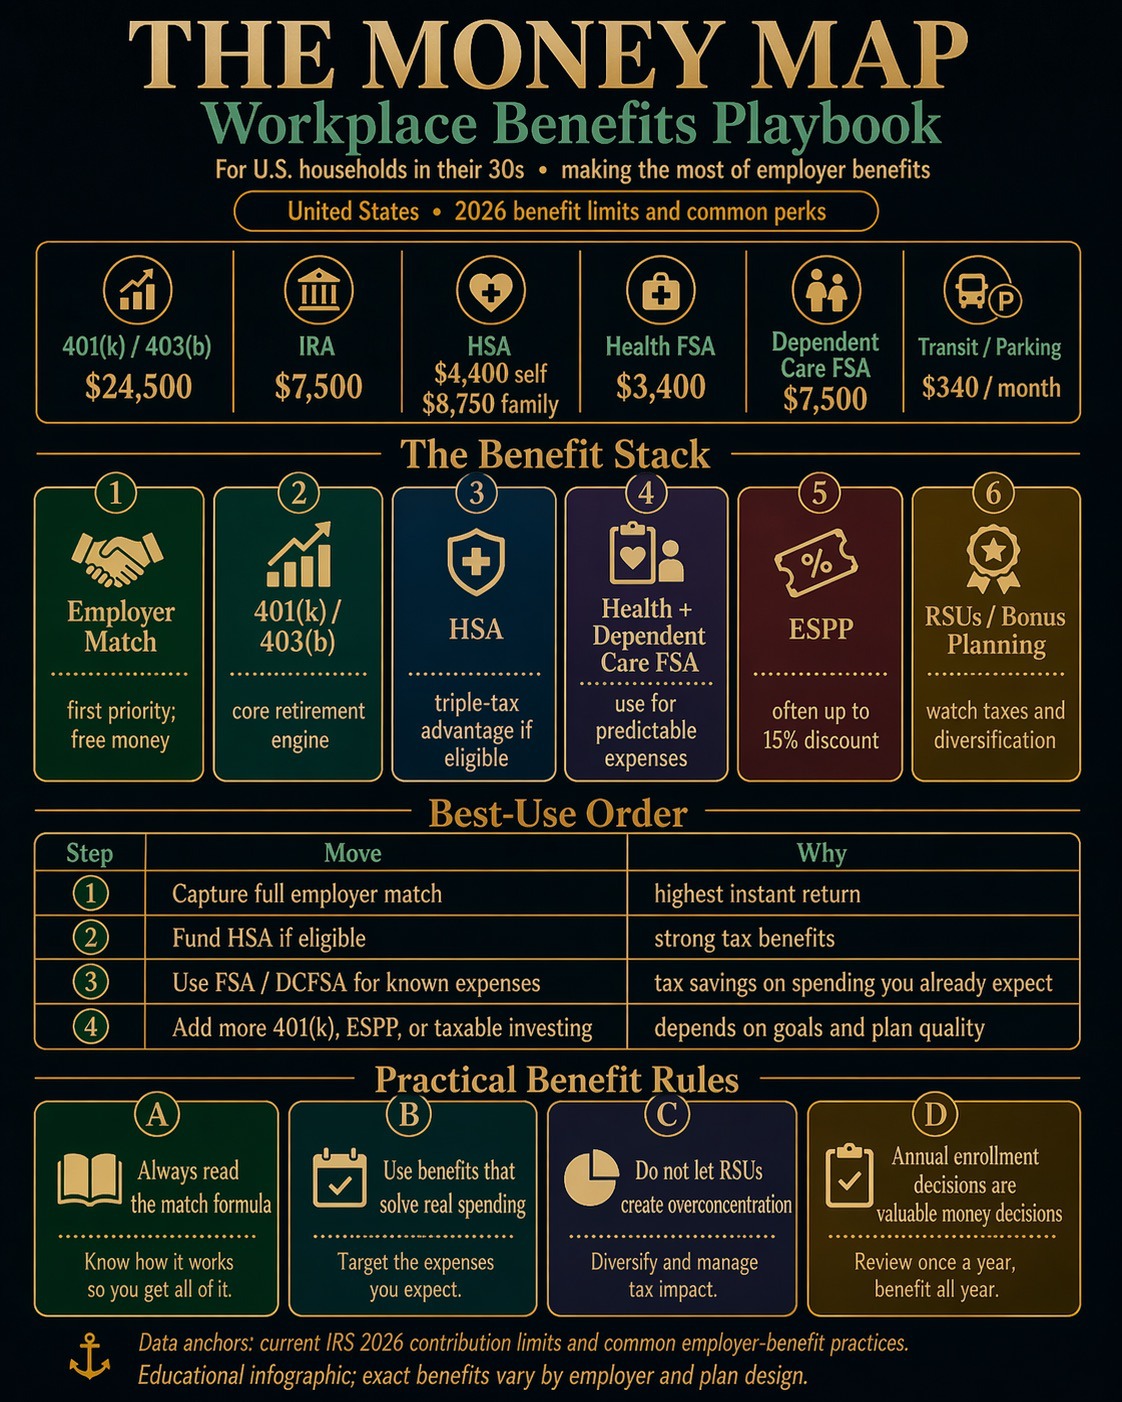 THE MONEY MAP
Workplace Benefits Playbook
For U.S. households in their 30s • making the most of employer benefits
United States • 2026 benefit limits and common perks
401(k) / 403(b)
$24,500
IRA
$7,500
HSA
$4,400 self
$8,750 family
Health FSA
$3,400
Dependent
Care FSA
$7,500
P
Transit / Parking
$340 / month
The Benefit Stack
1
Employer
Match
first priority;
free money
2
401(k) /
403(b)
core retirement
engine
3
HSA
triple-tax
advantage if
eligible
4
Health +
Dependent
Care FSA
use for
predictable
expenses
5
%
ESPP
often up to
15% discount
6
RSUs / Bonus
Planning
watch taxes and
diversification
Best-Use Order
Step Move Why
1 Capture full employer match highest instant return
2 Fund HSA if eligible strong tax benefits
3 Use FSA / DCFSA for known expenses tax savings on spending you already expect
4 Add more 401(k), ESPP, or taxable investing depends on goals and plan quality
Practical Benefit Rules
A
Always read
the match formula
Know how it works
so you get all of it.
B
Use benefits that
solve real spending
Target the expenses
you expect.
C
Do not let RSUs
create overconcentration
Diversify and manage
tax impact.
D
Annual enrollment
decisions are
valuable money decisions
Review once a year,
benefit all year.
Data anchors: current IRS 2026 contribution limits and common employer-benefit practices.
Educational infographic; exact benefits vary by employer and plan design.